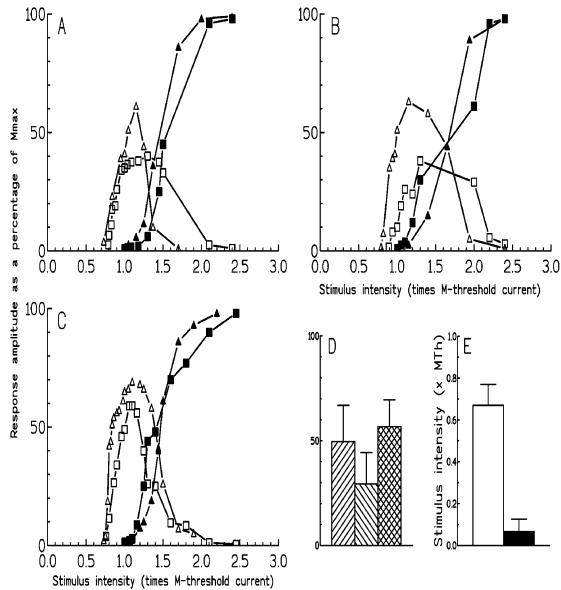 Response amplitude as a percentage of Mmax
A
100
50
0
0.0 0.5 1.0 1.5 2.0 2.5 3.0
B
100
50
0
0.0 0.5 1.0 1.5 2.0 2.5 3.0
Stimulus intensity (times M-threshold current)
C
100
50
0
0.0 0.5 1.0 1.5 2.0 2.5 3.0
Stimulus intensity (times M-threshold current)
D
100
50
0
E
Stimulus intensity (× MTh)
1.0
0.8
0.6
0.4
0.2
0.0